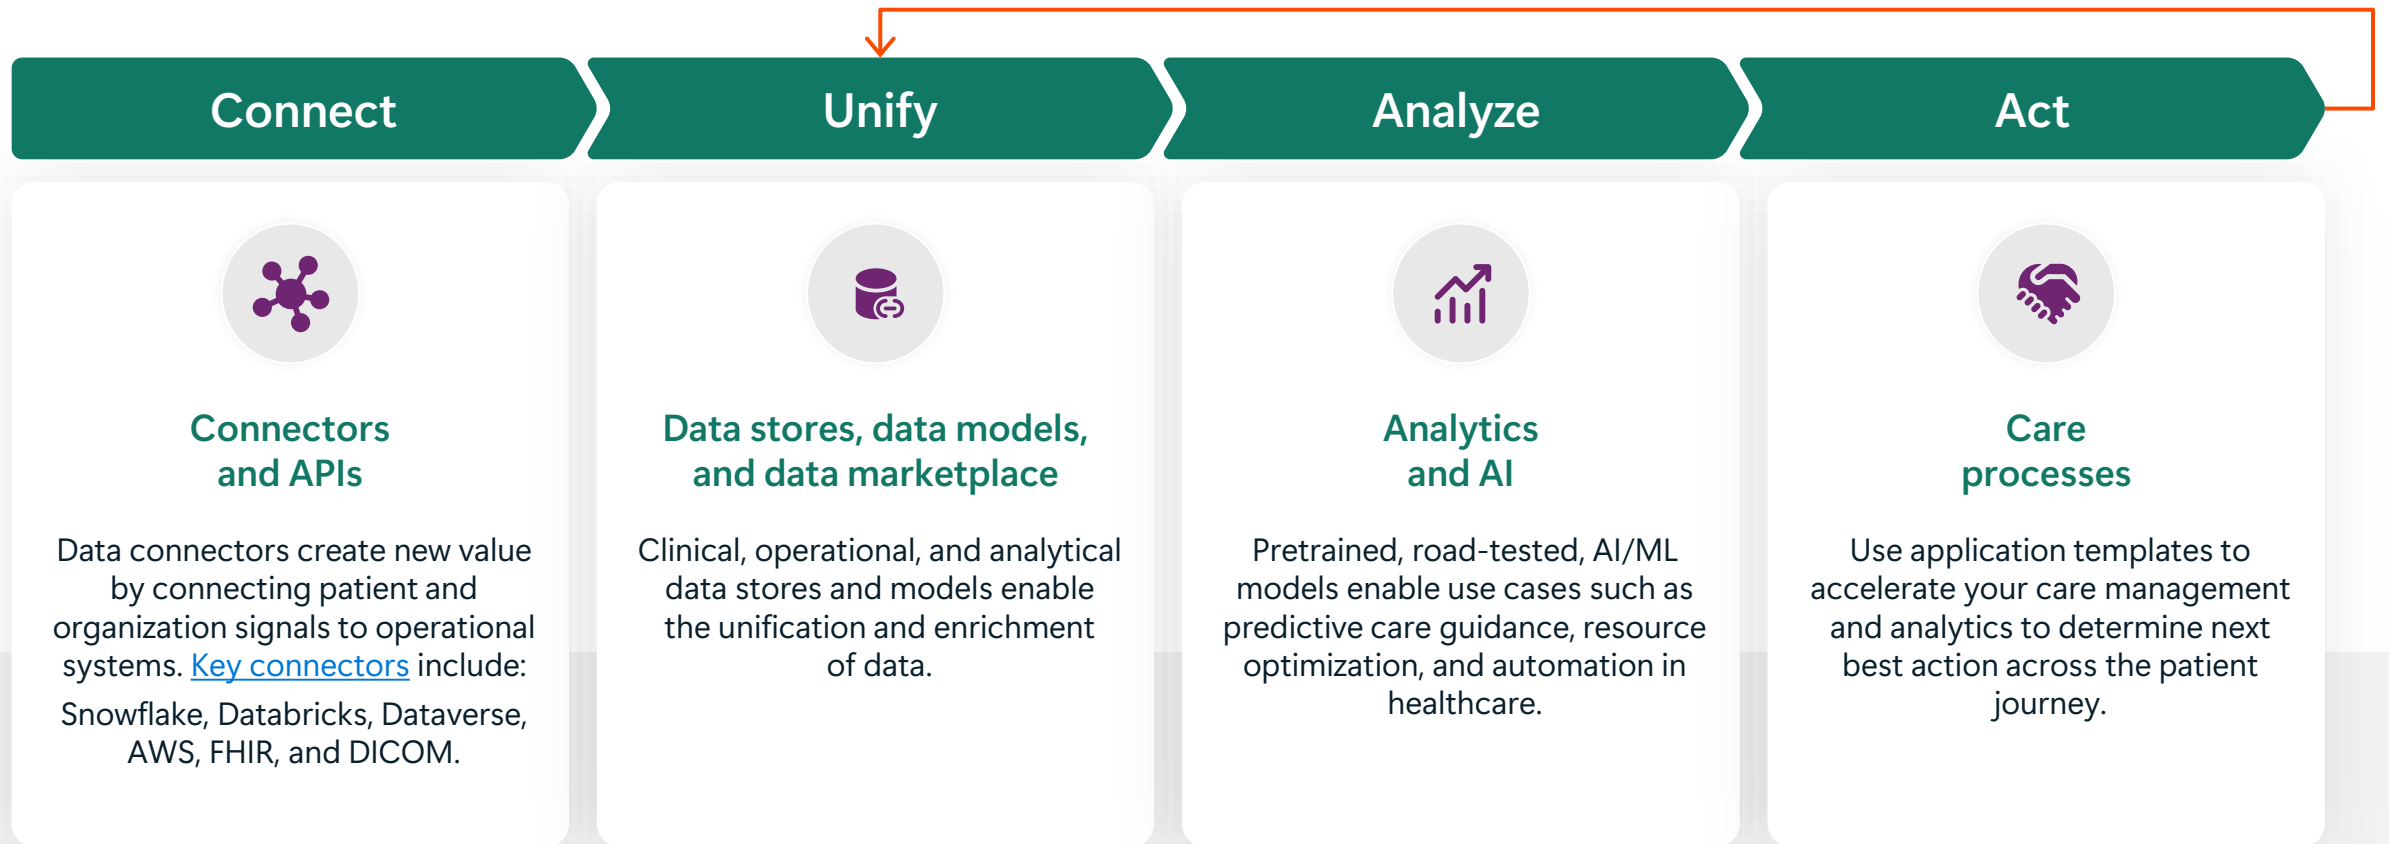 Connect
Unify
Analyze
Act
Connectors
and APIs
Data connectors create new value
by connecting patient and
organization signals to operational
systems. Key connectors include:
Snowflake, Databricks, Dataverse,
AWS, FHIR, and DICOM.
Data stores, data models,
and data marketplace
Clinical, operational, and analytical
data stores and models enable
the unification and enrichment
of data.
Analytics
and AI
Pretrained, road-tested, AI/ML
models enable use cases such as
predictive care guidance, resource
optimization, and automation in
healthcare.
Care
processes
Use application templates to
accelerate your care management
and analytics to determine next
best action across the patient
journey.